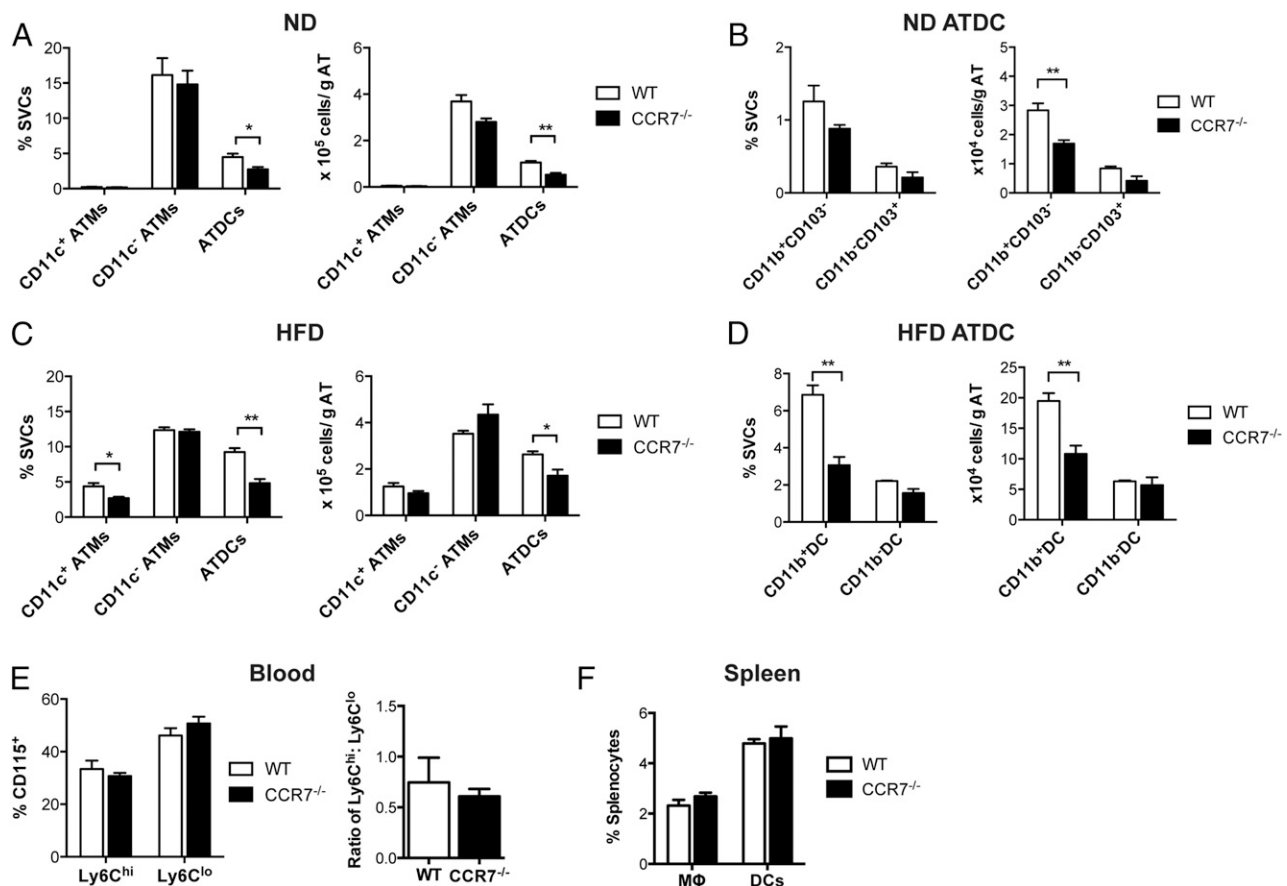 A
ND
% SVCs
20
15
10
5
0
CD11c⁺ ATMs
CD11c⁻ ATMs
ATDCs
*
x 10⁵ cells/ g AT
6
4
2
0
CD11c⁺ ATMs
CD11c⁻ ATMs
ATDCs
**
WT
CCR7⁻/⁻
B
ND ATDC
% SVCs
2
1
0
CD11b⁺CD103⁻
CD11b⁻CD103⁺
x10⁴ cells/g AT
5
4
3
2
1
0
**
CD11b⁺CD103⁻
CD11b⁻CD103⁺
WT
CCR7⁻/⁻
C
HFD
% SVCs
20
15
10
5
0
*
**
CD11c⁺ ATMs
CD11c⁻ ATMs
ATDCs
x 10⁵ cells/ g AT
6
4
2
0
*
CD11c⁺ ATMs
CD11c⁻ ATMs
ATDCs
WT
CCR7⁻/⁻
D
HFD ATDC
% SVCs
8
6
4
2
0
**
CD11b⁺DC
CD11b⁻DC
x10⁴ cells/ g AT
25
20
15
10
5
0
**
CD11b⁺DC
CD11b⁻DC
WT
CCR7⁻/⁻
E
Blood
% CD115⁺
60
40
20
0
Ly6Cʰⁱ Ly6Cˡᵒ
WT
CCR7⁻/⁻
Ratio of Ly6Cʰⁱ: Ly6Cˡᵒ
1.5
1.0
0.5
0.0
WT CCR7⁻/⁻
F
Spleen
% Splenocytes
6
4
2
0
MΦ DCs
WT
CCR7⁻/⁻